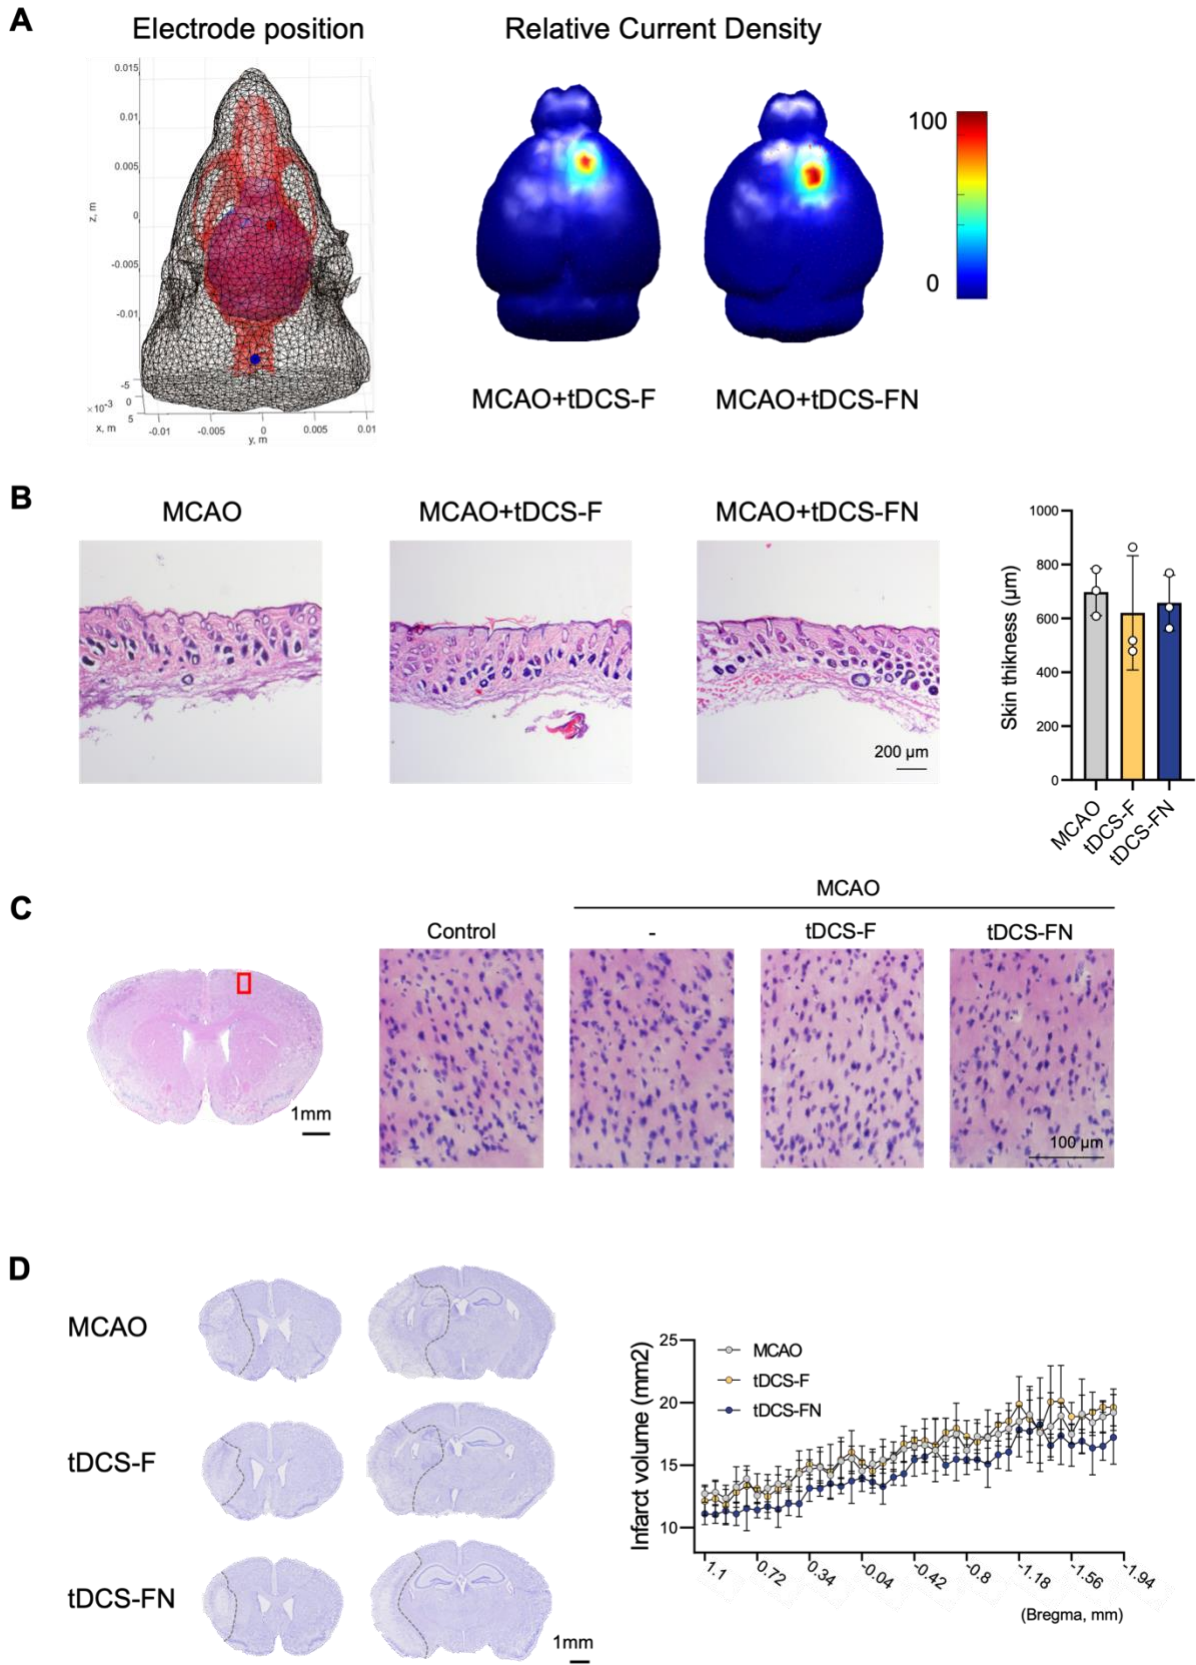 A
Electrode position
Relative Current Density
0.015
0.01
0.005
0
-0.005
-0.01
z, m
-5
0
5
×10⁻³
x, m
-0.01
-0.005
0
0.005
0.01
y, m
100
0
MCAO+tDCS-F
MCAO+tDCS-FN
B
MCAO
MCAO+tDCS-F
MCAO+tDCS-FN
200 µm
Skin thikness (µm)
1000
800
600
400
200
0
MCAO
tDCS-F
tDCS-FN
C
MCAO
Control
-
tDCS-F
tDCS-FN
1mm
100 µm
D
MCAO
tDCS-F
tDCS-FN
1mm
Infarct volume (mm2)
25
20
15
10
MCAO
tDCS-F
tDCS-FN
1.1
0.72
0.34
-0.04
-0.42
-0.8
-1.18
-1.56
-1.94
(Bregma, mm)